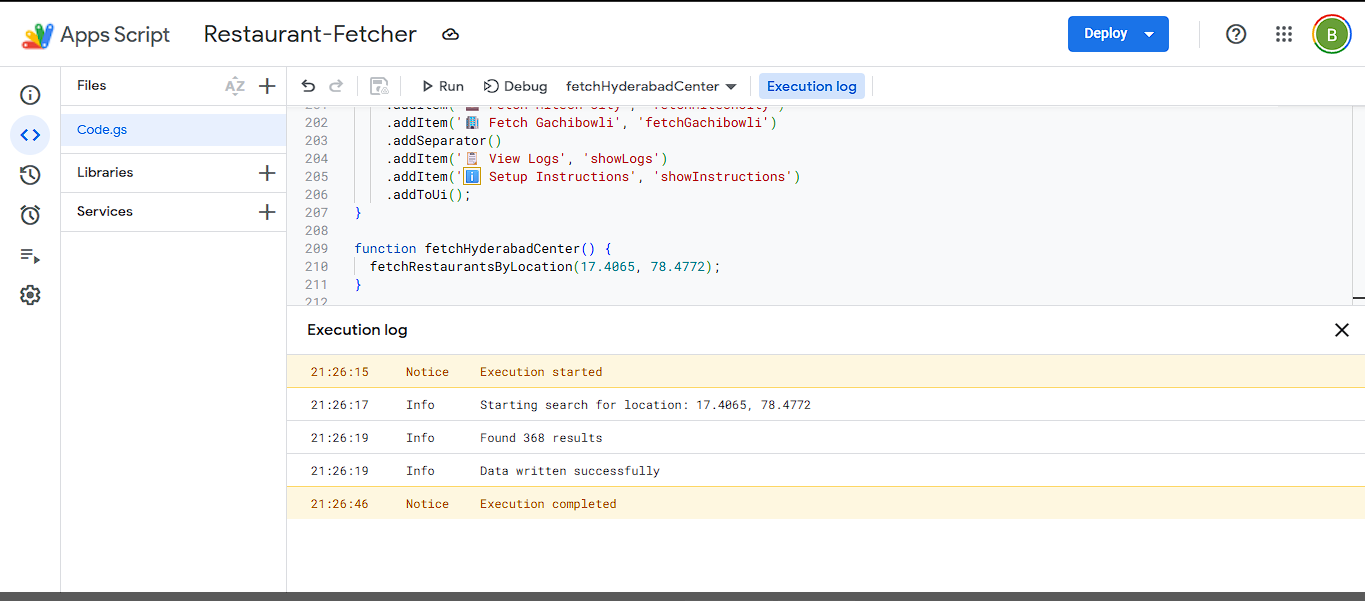 Apps Script Restaurant-Fetcher Deploy B
Files AZ Run Debug fetchHyderabadCenter Execution log
Code.gs
Libraries
Services
201 .addItem(' Fetch Hitech City', 'fetchHitechCity')
202 .addItem('🏢 Fetch Gachibowli', 'fetchGachibowli')
203 .addSeparator()
204 .addItem('📋 View Logs', 'showLogs')
205 .addItem('ℹ️ Setup Instructions', 'showInstructions')
206 .addToUi();
207 }
208
209 function fetchHyderabadCenter() {
210 fetchRestaurantsByLocation(17.4065, 78.4772);
211 }
212
Execution log
21:26:15 Notice Execution started
21:26:17 Info Starting search for location: 17.4065, 78.4772
21:26:19 Info Found 368 results
21:26:19 Info Data written successfully
21:26:46 Notice Execution completed